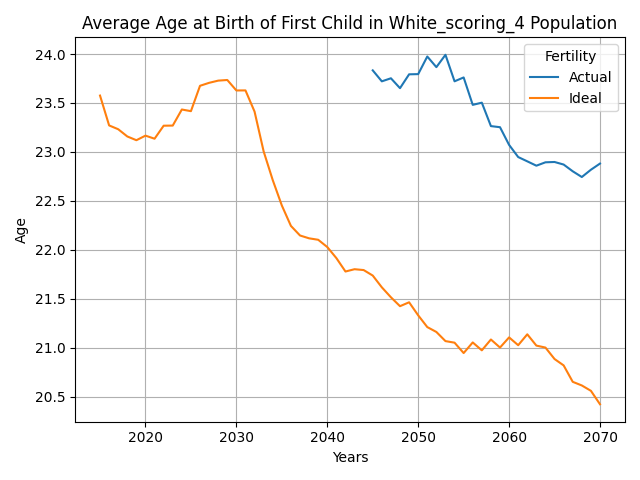 Average Age at Birth of First Child in White_scoring_4 Population
24.0
23.5
23.0
22.5
22.0
21.5
21.0
20.5
Age
Fertility
Actual
Ideal
2020 2030 2040 2050 2060 2070
Years